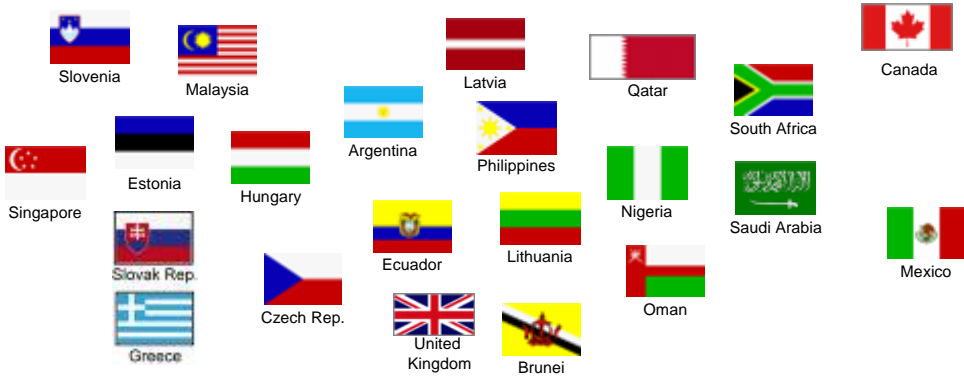 Slovenia
Malaysia
Latvia
Qatar
Canada
South Africa
Argentina
Philippines
Estonia
Hungary
Singapore
Nigeria
Saudi Arabia
Slovak Rep.
Ecuador
Lithuania
Mexico
Czech Rep.
Oman
Greece
United
Kingdom
Brunei